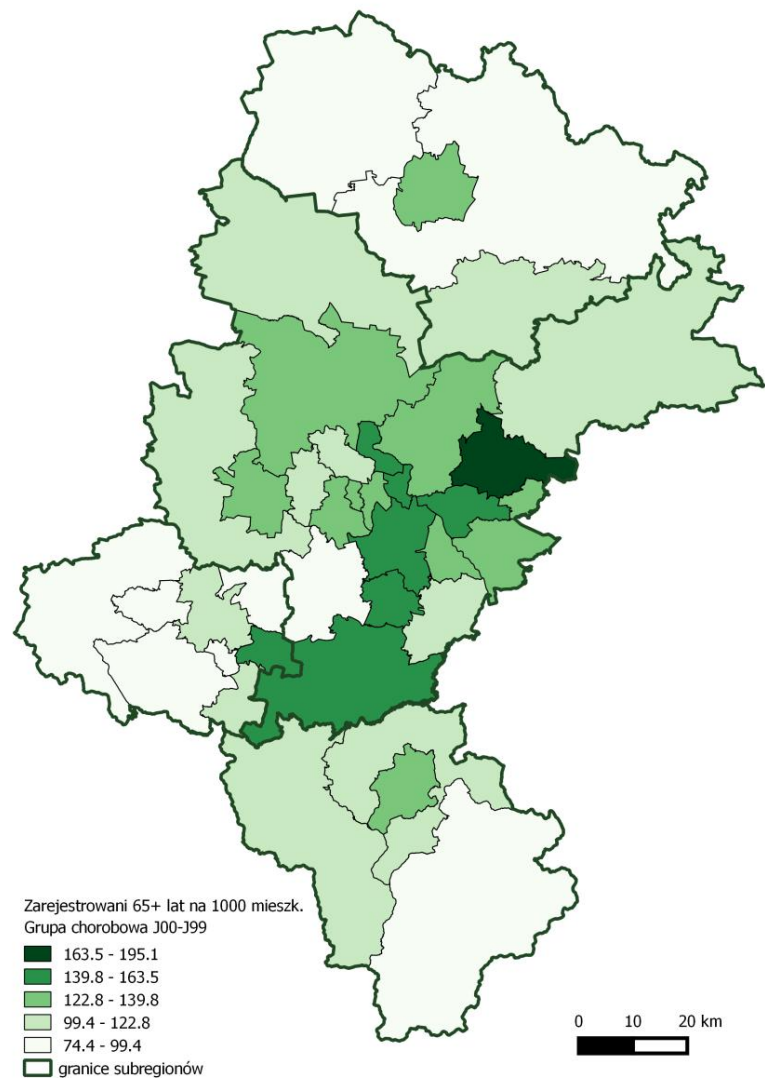 Zarejestrowani 65+ lat na 1000 mieszk.
Grupa chorobowa J00-J99
163.5 - 195.1
139.8 - 163.5
122.8 - 139.8
99.4 - 122.8
74.4 - 99.4
granice subregionów
0 10 20 km